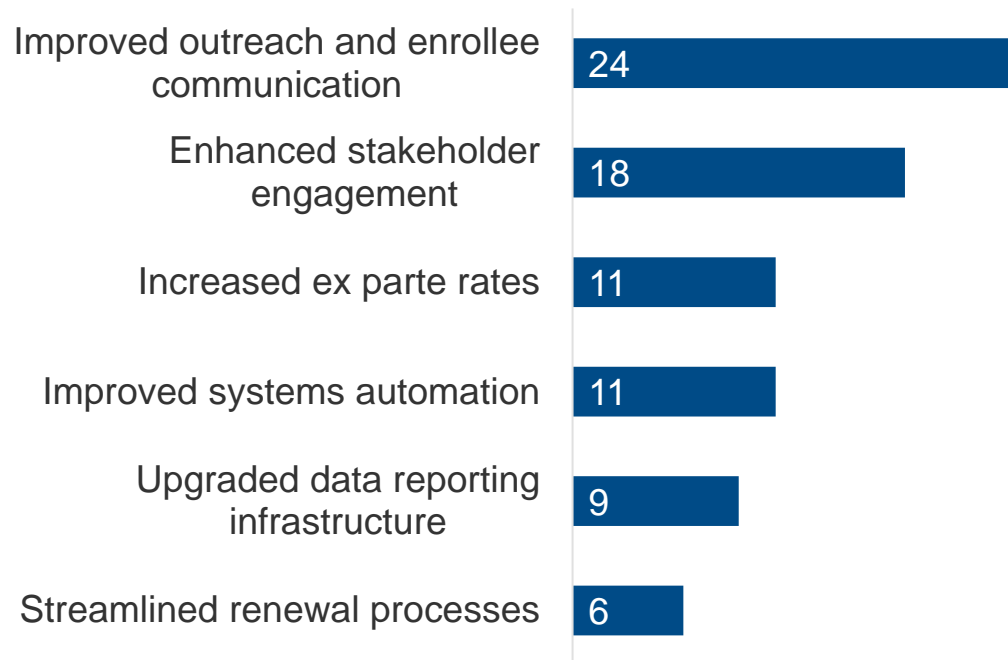 Improved outreach and enrollee
communication
24
Enhanced stakeholder
engagement
18
Increased ex parte rates
11
Improved systems automation
11
Upgraded data reporting
infrastructure
9
Streamlined renewal processes
6